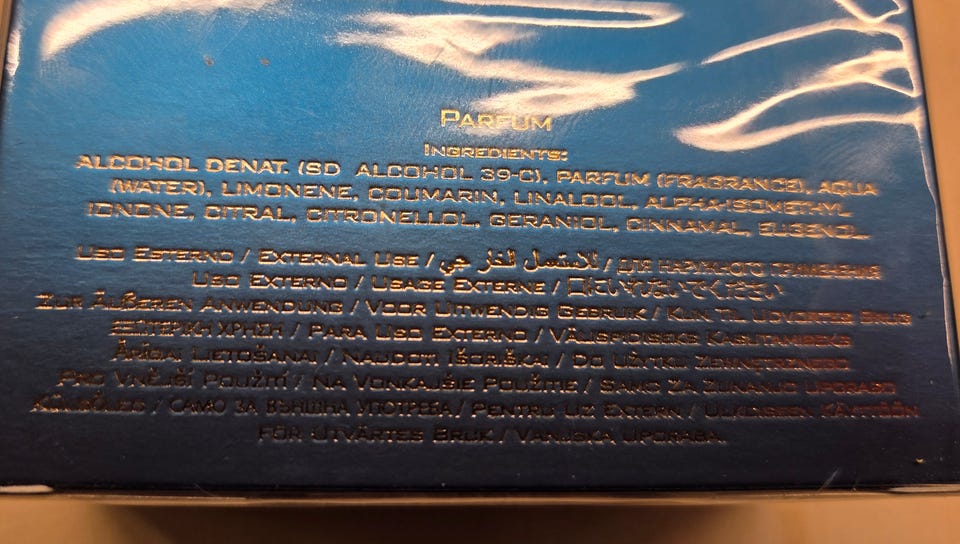 PARFUM
INGREDIENTS:
ALCOHOL DENAT. (SD ALCOHOL 39-C), PARFUM (FRAGRANCE), AQUA
(WATER), LIMONENE, COUMARIN, LINALOOL, ALPHA-ISOMETHYL
IONONE, CITRAL, CITRONELLOL, GERANIOL, CINNAMAL, EUGENOL.
USO ESTERNO / EXTERNAL USE / للاستعمال الخار جي / ДЛЯ НАРУЖНОГО ПРИМЕНЕНИЯ
USO EXTERNO / USAGE EXTERNE /
ZUR ÄUßEREN ANWENDUNG / VOOR UITWENDIG GEBRUIK / KUN TIL UDVORTES BRUG
ΕΞΩΤΕΡΙΚΗ ΧΡΗΣΗ / PARA USO EXTERNO / VÄLISPIDISEKS KASUTAMISEKS
ĀRĪGAI LIETOŠANAI / NAUDOTI IŠORIŠKAI / DO UŻYTKU ZEWNĘTRZNEGO
PRO VNĚJŠÍ POUŽITÍ / NA VONKAJŠIE POUŽITIE / SAMO ZA ZUNANJO UPORABO
/ САМО ЗА ВЪНШНА УПОТРЕБА / PENTRU UZ EXTERN / ULKOISEEN KÄYTTÖÖN
FÖR UTVÄRTES BRUK / VANJSKA UPORABA.